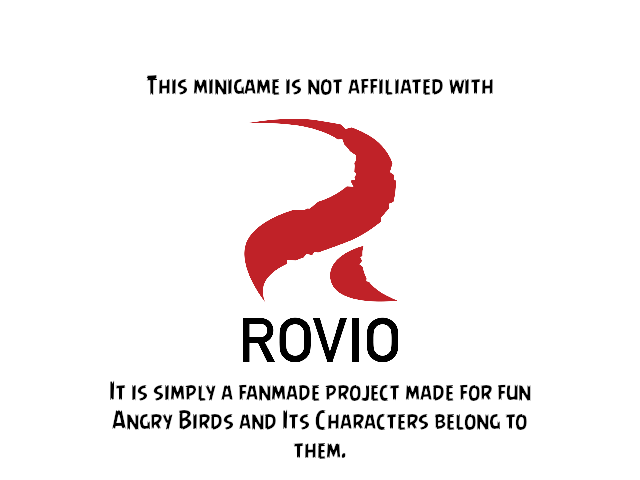 This minigame is not affiliated with
ROVIO
It is simply a fanmade project made for fun
Angry Birds and Its Characters belong to
them.